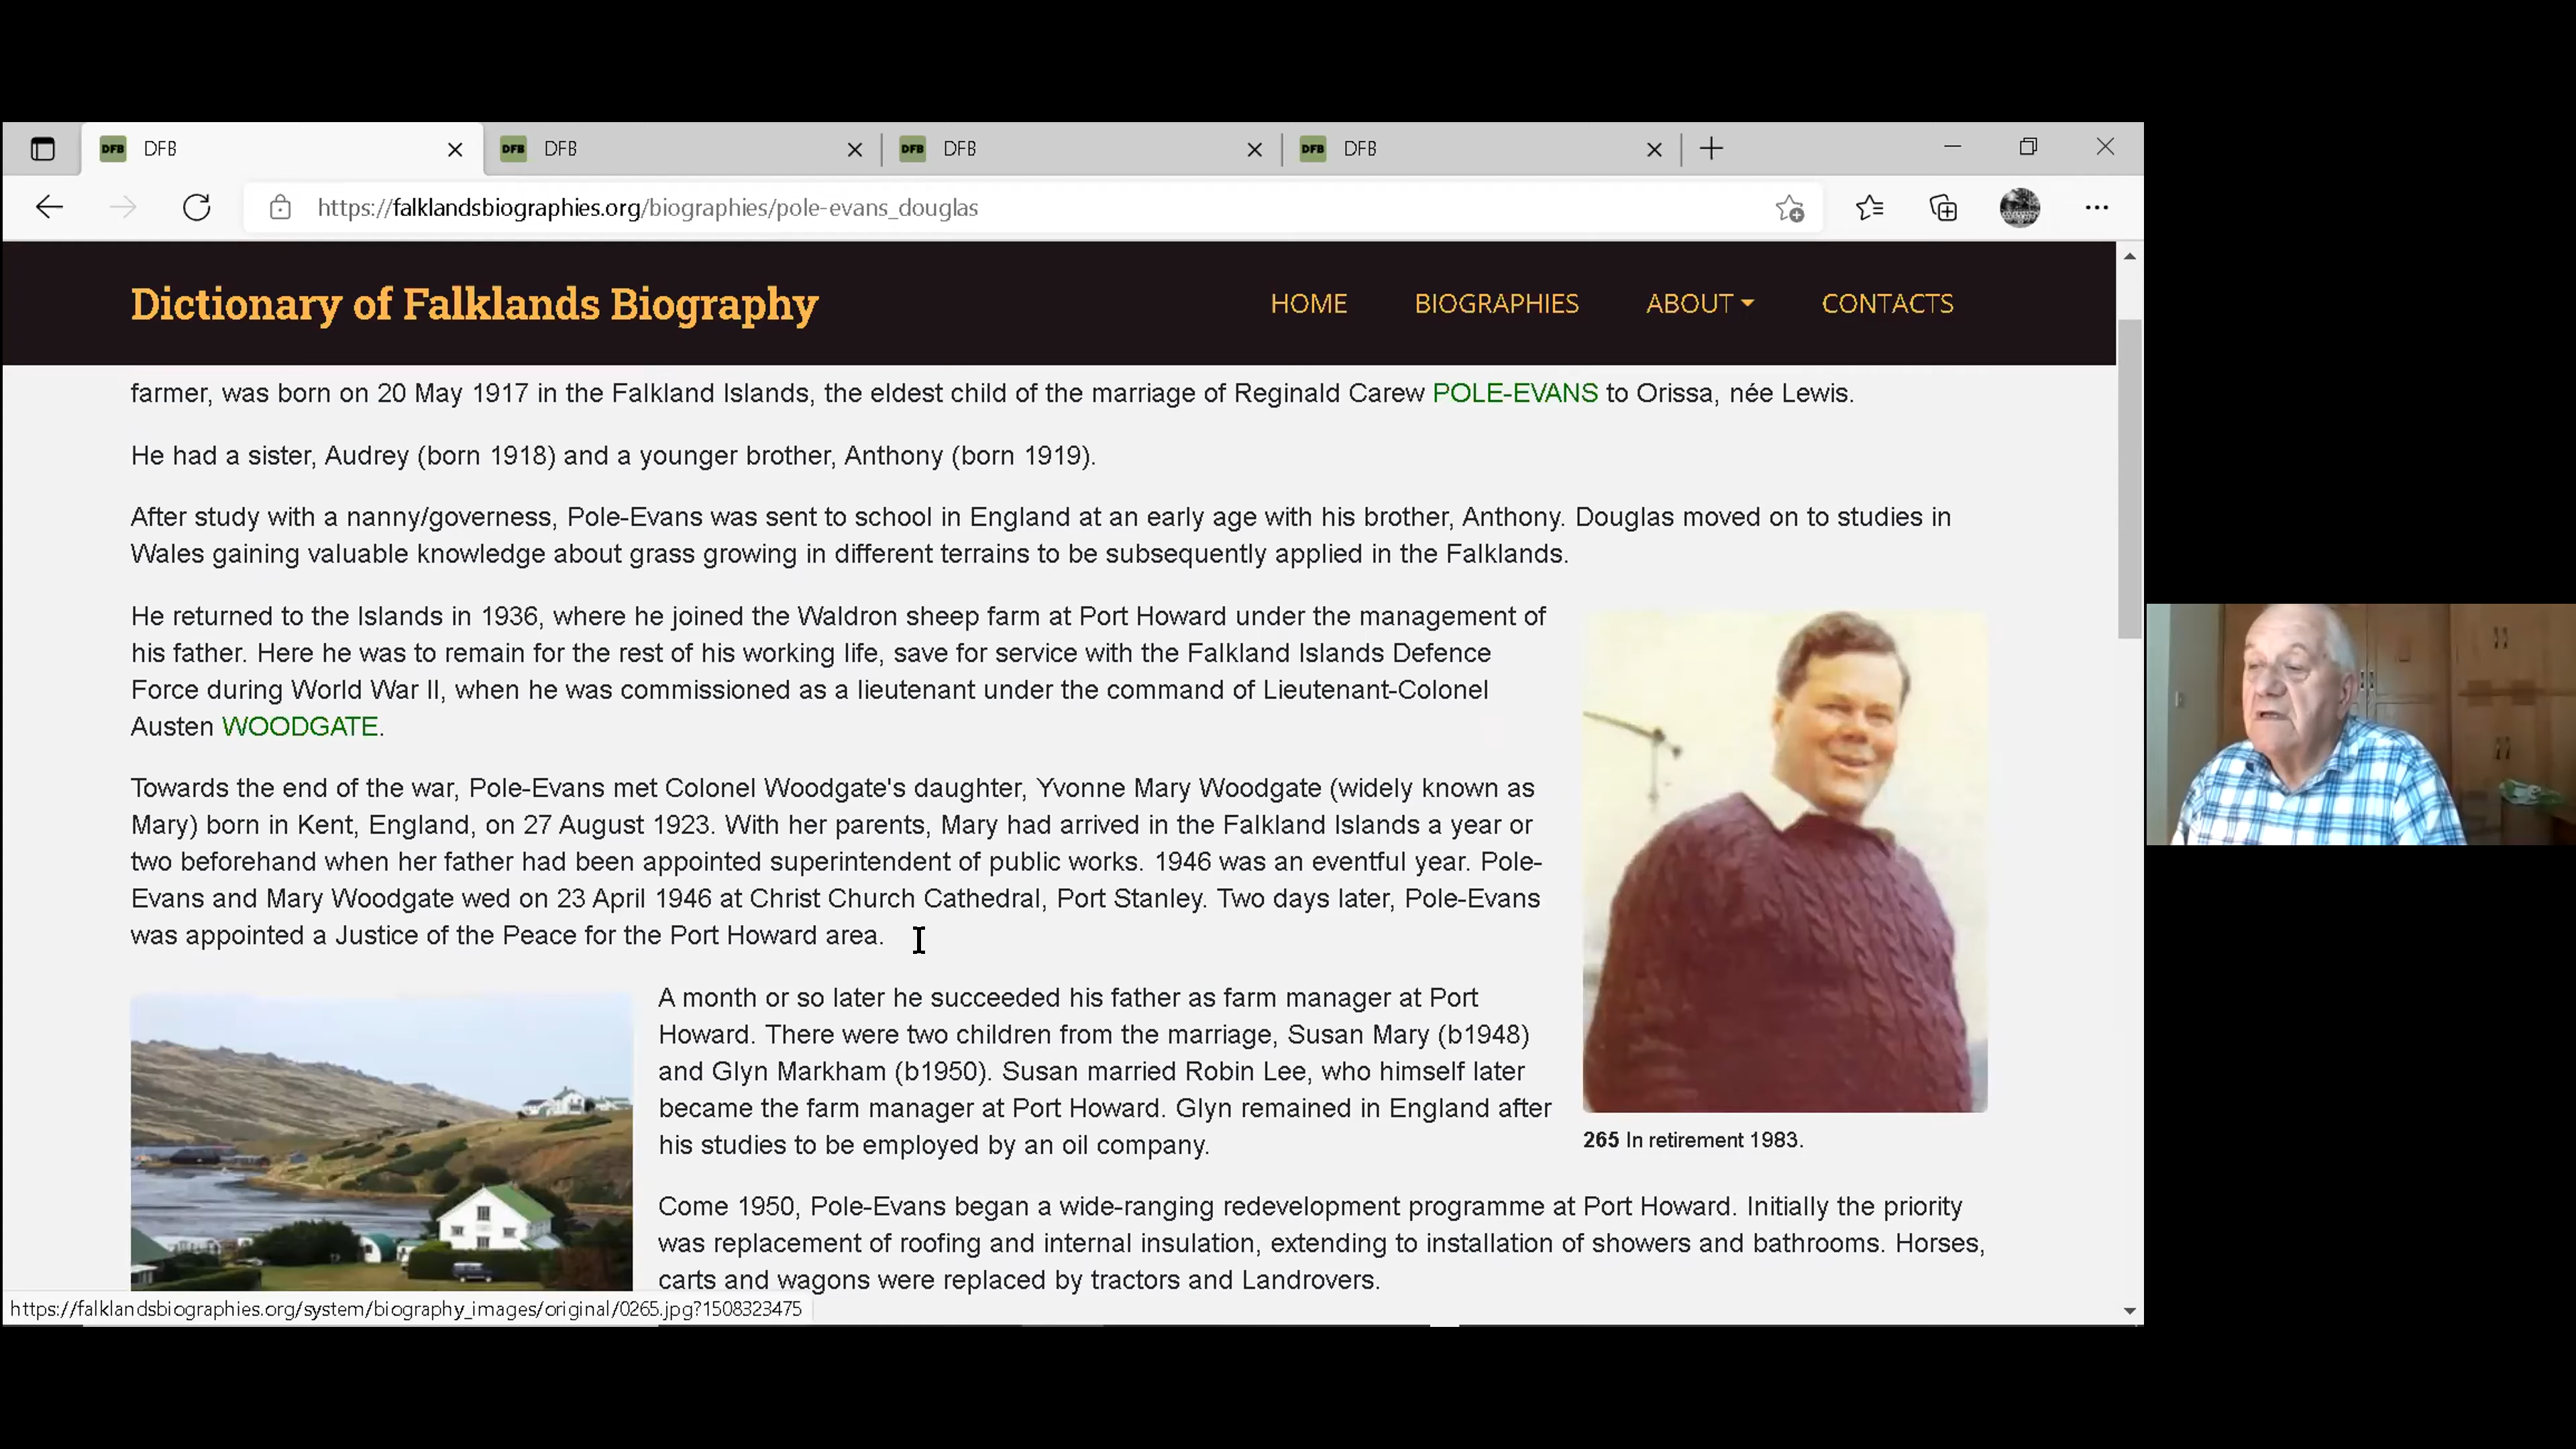 DFB
DFB
DFB
DFB
https://falklandsbiographies.org/biographies/pole-evans_douglas
Dictionary of Falklands Biography
HOME
BIOGRAPHIES
ABOUT
CONTACTS
farmer, was born on 20 May 1917 in the Falkland Islands, the eldest child of the marriage of Reginald Carew POLE-EVANS to Orissa, née Lewis.
He had a sister, Audrey (born 1918) and a younger brother, Anthony (born 1919).
After study with a nanny/governess, Pole-Evans was sent to school in England at an early age with his brother, Anthony. Douglas moved on to studies in
Wales gaining valuable knowledge about grass growing in different terrains to be subsequently applied in the Falklands.
He returned to the Islands in 1936, where he joined the Waldron sheep farm at Port Howard under the management of
his father. Here he was to remain for the rest of his working life, save for service with the Falkland Islands Defence
Force during World War II, when he was commissioned as a lieutenant under the command of Lieutenant-Colonel
Austen WOODGATE.
Towards the end of the war, Pole-Evans met Colonel Woodgate's daughter, Yvonne Mary Woodgate (widely known as
Mary) born in Kent, England, on 27 August 1923. With her parents, Mary had arrived in the Falkland Islands a year or
two beforehand when her father had been appointed superintendent of public works. 1946 was an eventful year. Pole-
Evans and Mary Woodgate wed on 23 April 1946 at Christ Church Cathedral, Port Stanley. Two days later, Pole-Evans
was appointed a Justice of the Peace for the Port Howard area.
A month or so later he succeeded his father as farm manager at Port
Howard. There were two children from the marriage, Susan Mary (b1948)
and Glyn Markham (b1950). Susan married Robin Lee, who himself later
became the farm manager at Port Howard. Glyn remained in England after
his studies to be employed by an oil company.
265 In retirement 1983.
Come 1950, Pole-Evans began a wide-ranging redevelopment programme at Port Howard. Initially the priority
was replacement of roofing and internal insulation, extending to installation of showers and bathrooms. Horses,
carts and wagons were replaced by tractors and Landrovers.
https://falklandsbiographies.org/system/biography_images/original/0265.jpg?1508323475